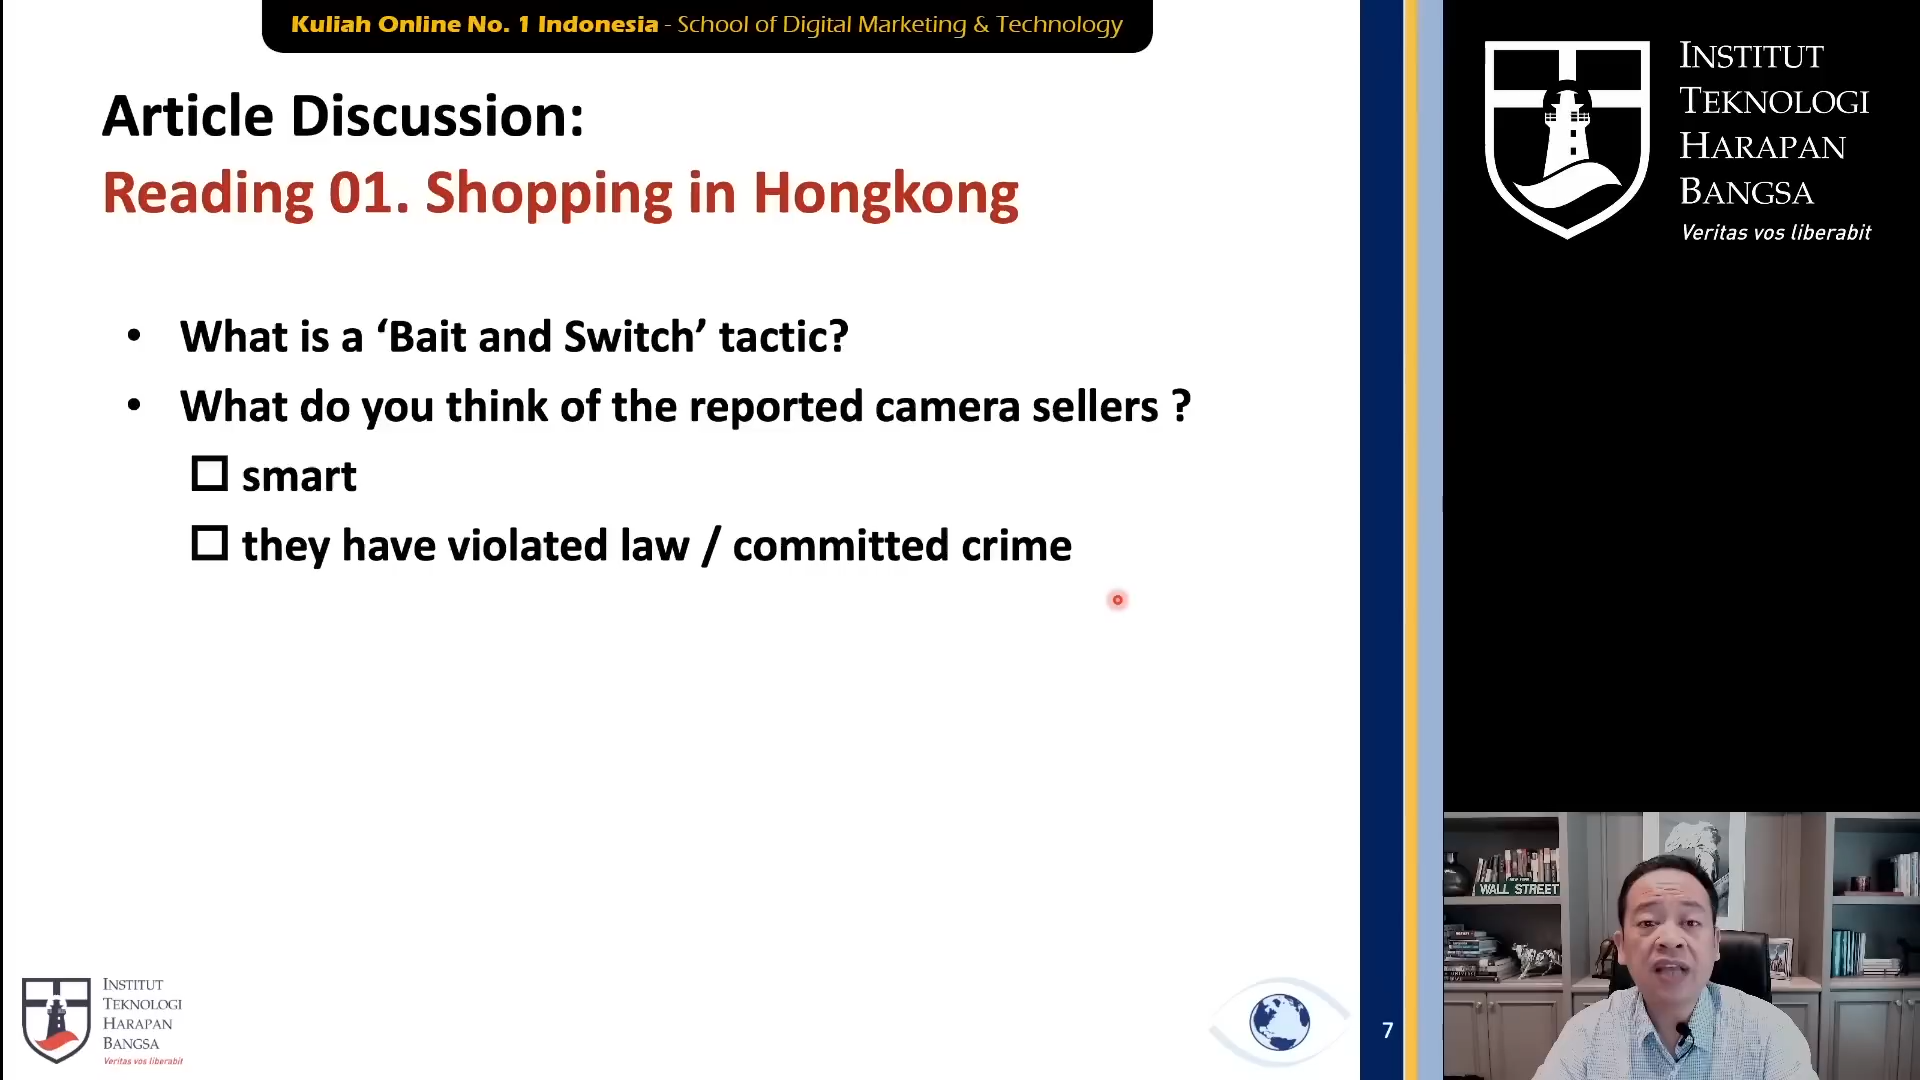 Kuliah Online No. 1 Indonesia - School of Digital Marketing & Technology
Article Discussion:
Reading 01. Shopping in Hongkong
• What is a ‘Bait and Switch’ tactic?
• What do you think of the reported camera sellers ?
☐ smart
☐ they have violated law / committed crime
INSTITUT
TEKNOLOGI
HARAPAN
BANGSA
Veritas vos liberabit
7
INSTITUT
TEKNOLOGI
HARAPAN
BANGSA
Veritas vos liberabit
WALL STREET